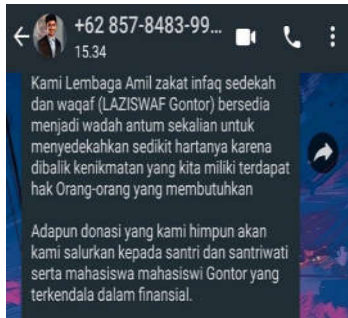 +62 857-8483-99...
15.34
Kami Lembaga Amil zakat infaq sedekah
dan waqaf (LAZISWAF Gontor) bersedia
menjadi wadah antum sekalian untuk
menyedekahkan sedikit hartanya karena
dibalik kenikmatan yang kita miliki terdapat
hak Orang-orang yang membutuhkan
Adapun donasi yang kami himpun akan
kami salurkan kepada santri dan santriwati
serta mahasiswa mahasiswi Gontor yang
terkendala dalam finansial.